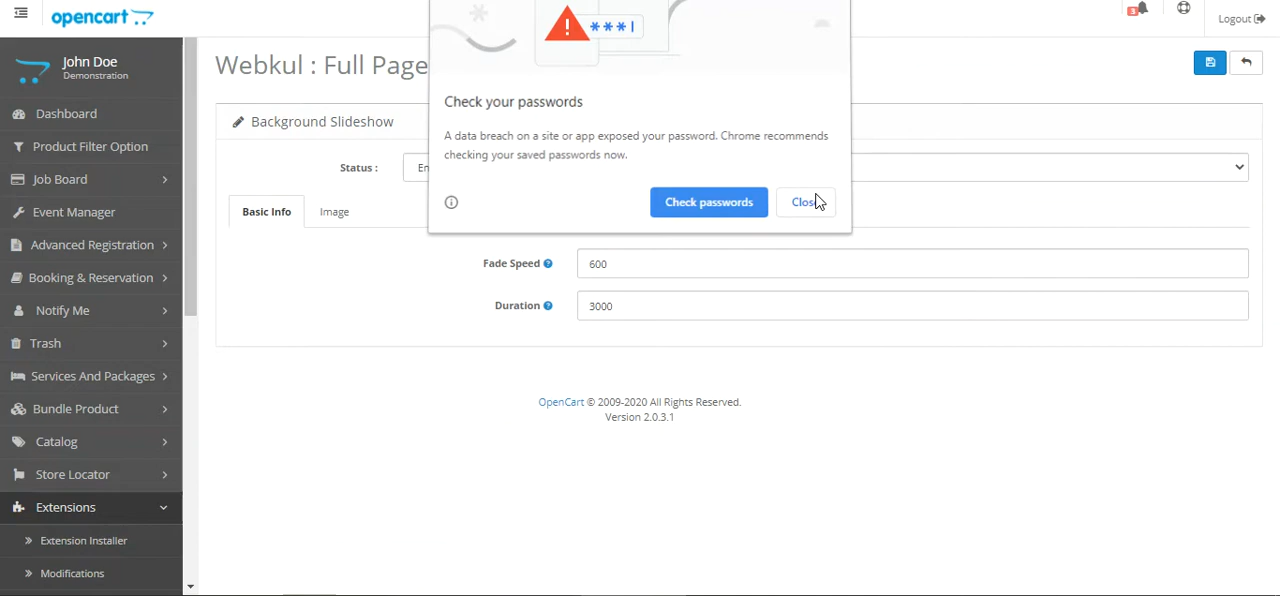 opencart
3
Logout
John Doe
Demonstration
Webkul : Full Page
* * * |
Check your passwords
A data breach on a site or app exposed your password. Chrome recommends
checking your saved passwords now.
Check passwords
Dashboard
Product Filter Option
Job Board
Event Manager
Advanced Registration
Booking & Reservation
Notify Me
Trash
Services And Packages
Bundle Product
Catalog
Store Locator
Extensions
Extension Installer
Modifications
Background Slideshow
Status :
Basic Info
Image
Fade Speed
600
Duration
3000
OpenCart © 2009-2020 All Rights Reserved.
Version 2.0.3.1